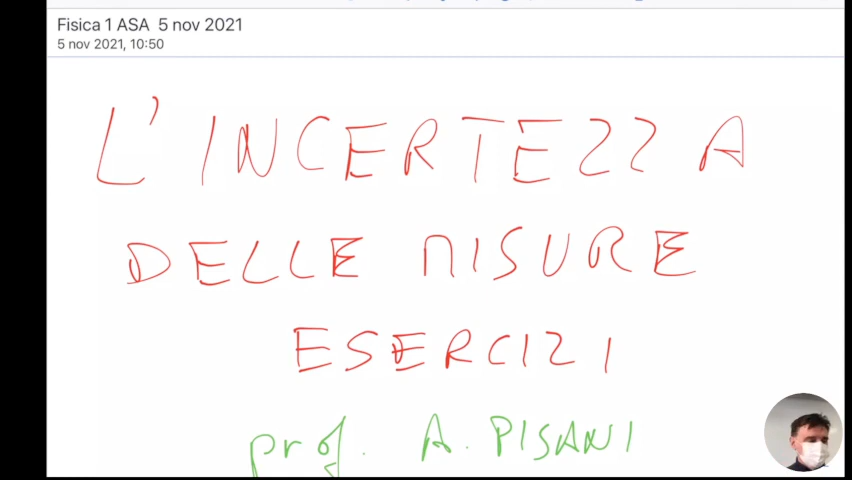 Fisica 1 ASA 5 nov 2021
5 nov 2021, 10:50
L'INCERTEZZA
DELLE MISURE
ESERCIZI
prof. A. PISANI